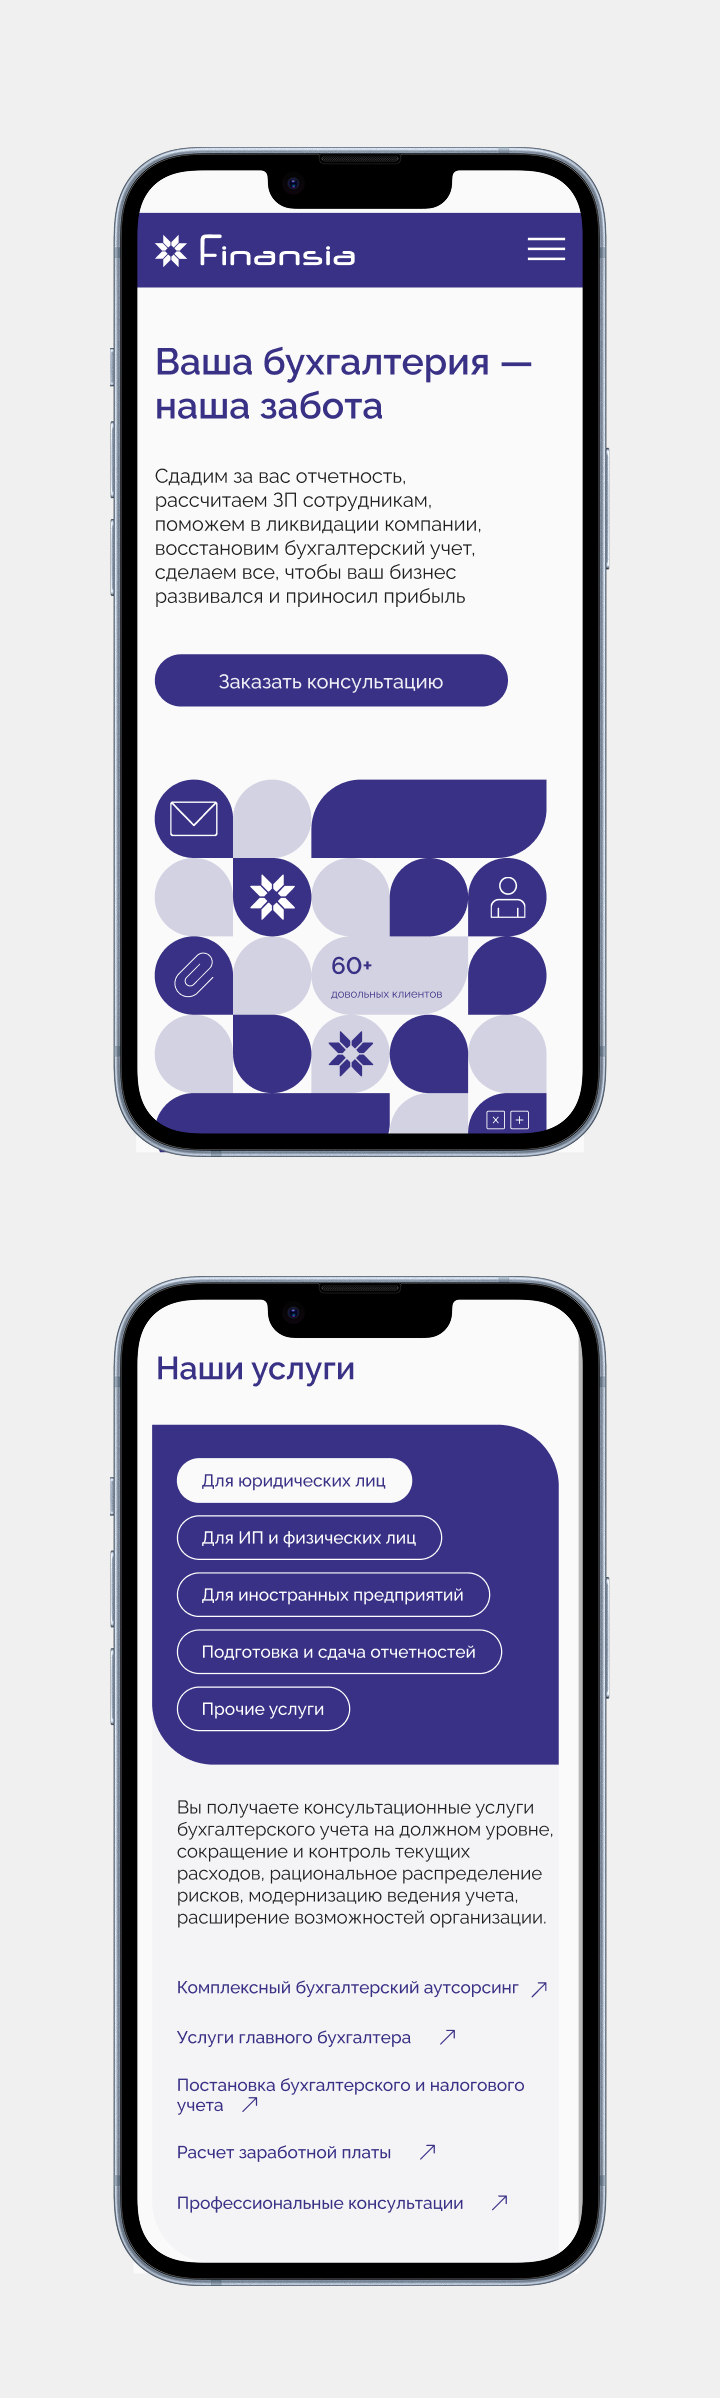 Finansia
Ваша бухгалтерия —
наша забота
Сдадим за вас отчетность,
рассчитаем ЗП сотрудникам,
поможем в ликвидации компании,
восстановим бухгалтерский учет,
сделаем все, чтобы ваш бизнес
развивался и приносил прибыль
Заказать консультацию
60+
довольных клиентов
Наши услуги
Для юридических лиц
Для ИП и физических лиц
Для иностранных предприятий
Подготовка и сдача отчетностей
Прочие услуги
Вы получаете консультационные услуги
бухгалтерского учета на должном уровне,
сокращение и контроль текущих
расходов, рациональное распределение
рисков, модернизацию ведения учета,
расширение возможностей организации.
Комплексный бухгалтерский аутсорсинг
Услуги главного бухгалтера
Постановка бухгалтерского и налогового
учета
Расчет заработной платы
Профессиональные консультации